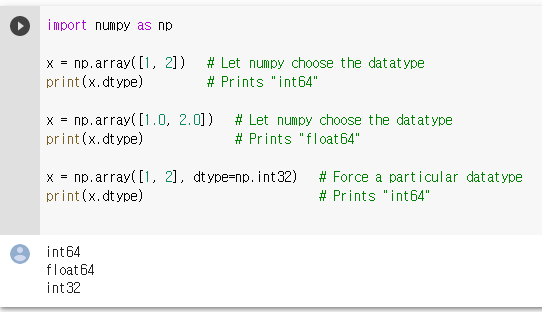 import numpy as np
x = np.array([1, 2])   # Let numpy choose the datatype
print(x.dtype)         # Prints "int64"
x = np.array([1.0, 2.0])   # Let numpy choose the datatype
print(x.dtype)             # Prints "float64"
x = np.array([1, 2], dtype=np.int32)   # Force a particular datatype
print(x.dtype)                         # Prints "int64"
int64
float64
int32